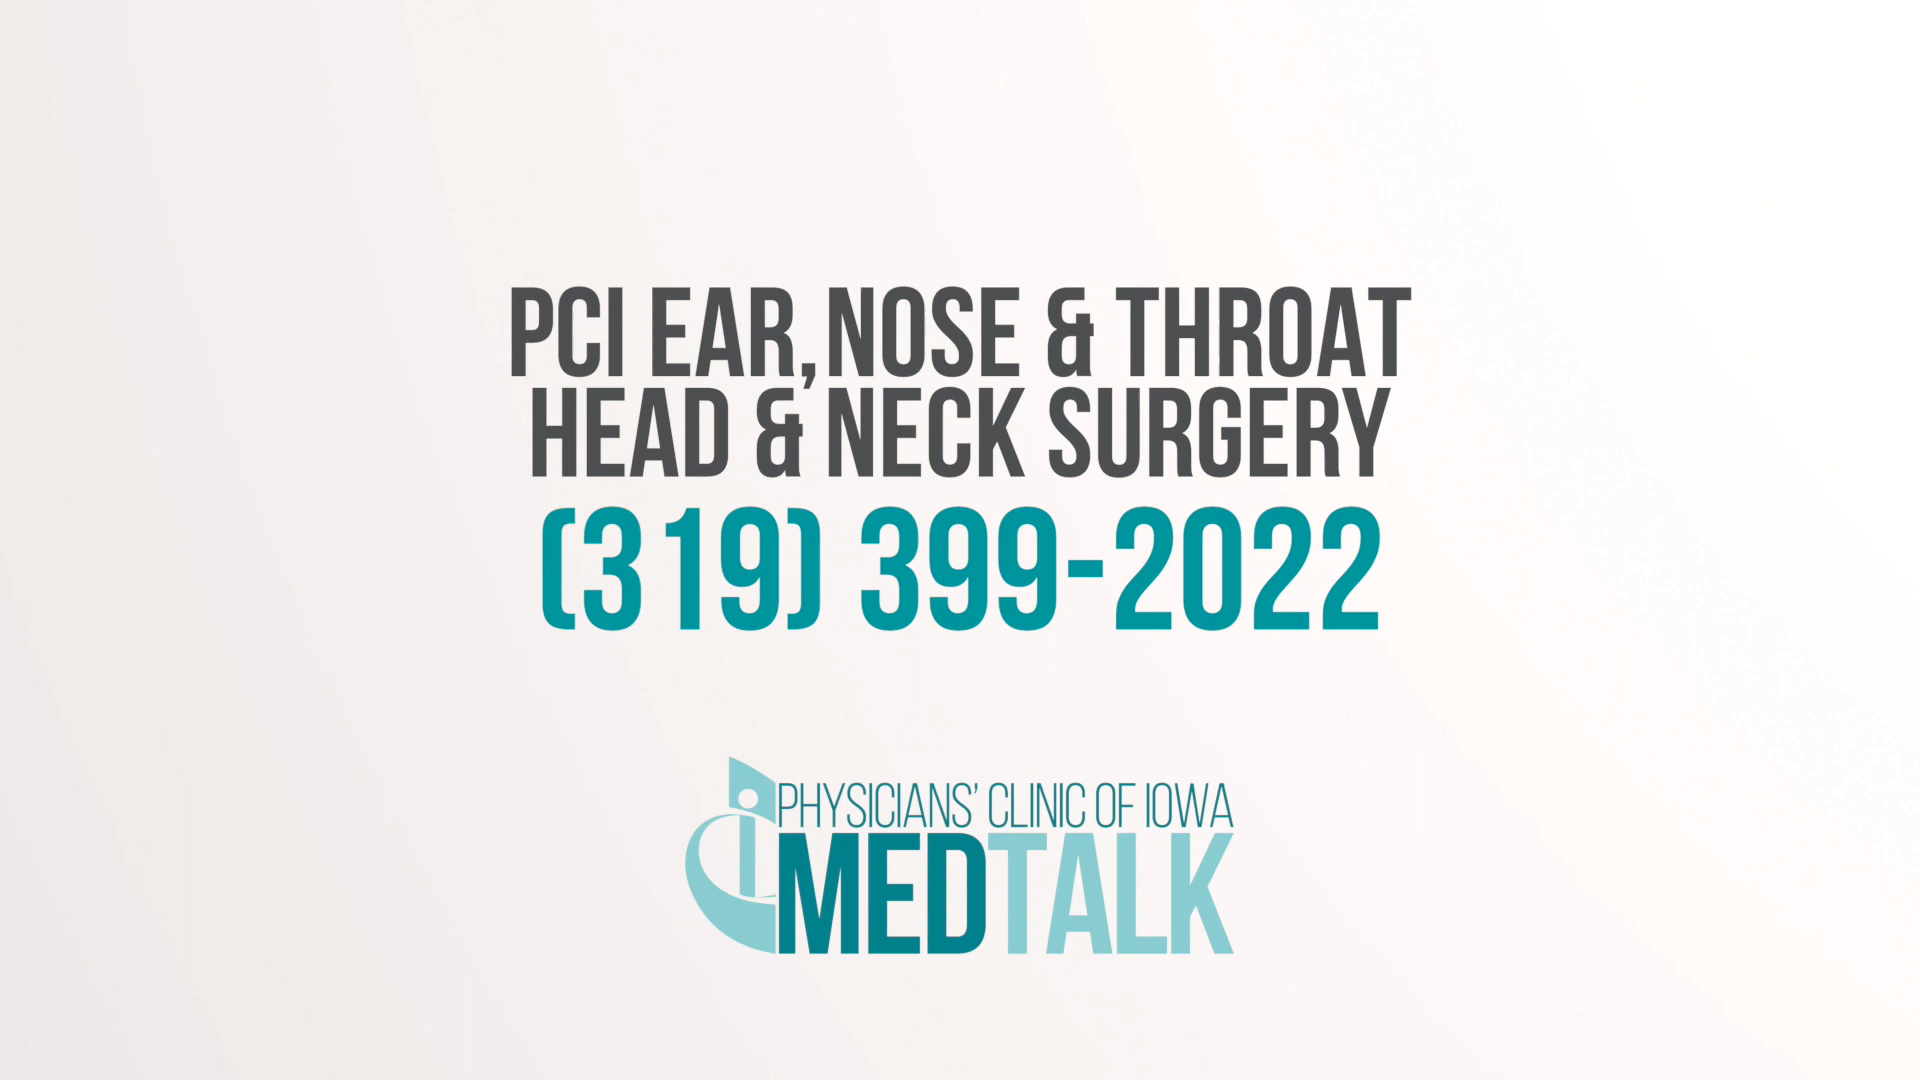 PCI EAR, NOSE & THROAT
HEAD & NECK SURGERY
(319) 399-2022
PHYSICIANS’ CLINIC OF IOWA
MEDTALK